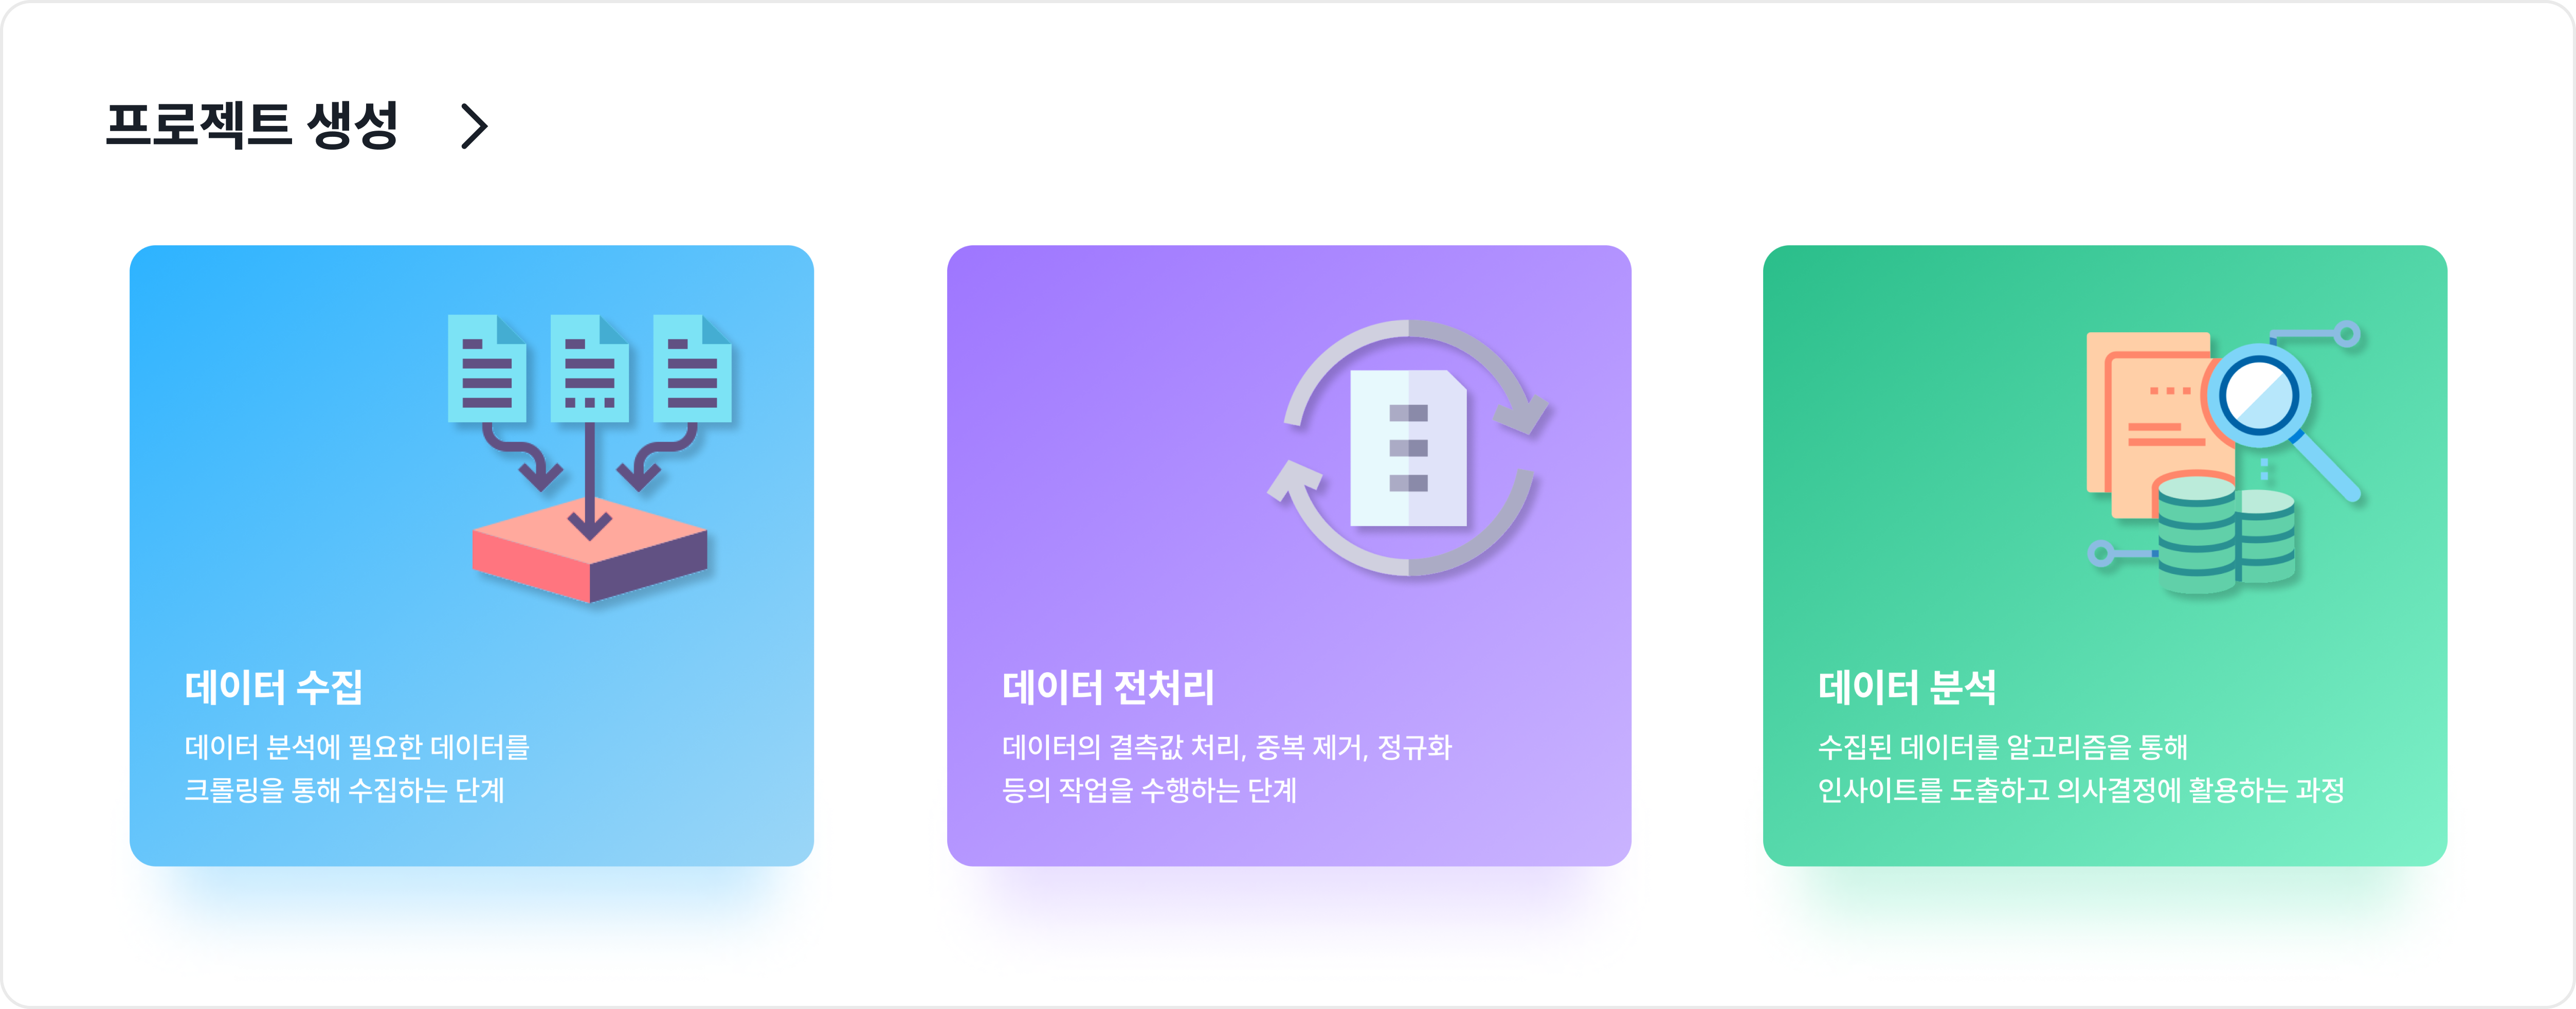 프로젝트 생성
데이터 수집
데이터 분석에 필요한 데이터를
크롤링을 통해 수집하는 단계
데이터 전처리
데이터의 결측값 처리, 중복 제거, 정규화
등의 작업을 수행하는 단계
데이터 분석
수집된 데이터를 알고리즘을 통해
인사이트를 도출하고 의사결정에 활용하는 과정